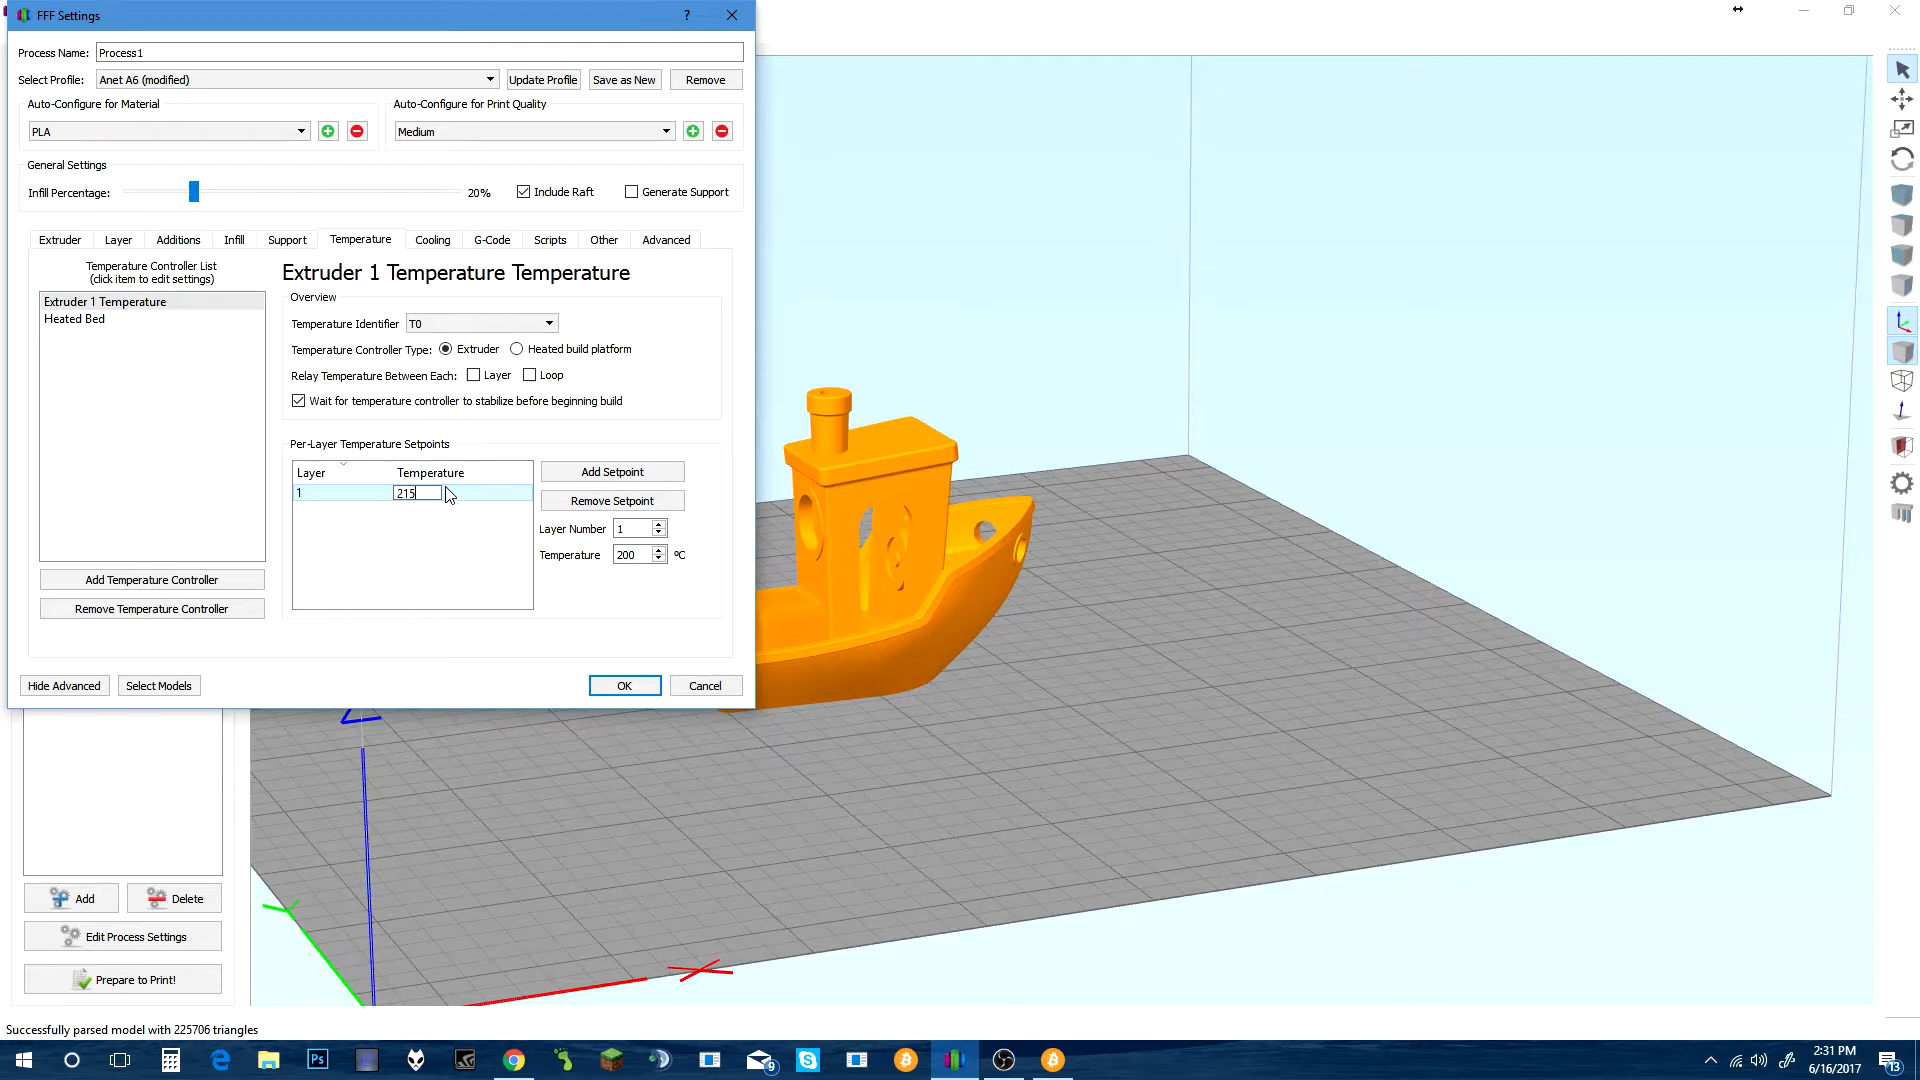 FFF Settings
?
Process Name: Process1
Select Profile: Anet A6 (modified) Update Profile Save as New Remove
Auto-Configure for Material Auto-Configure for Print Quality
PLA Medium
General Settings
Infill Percentage: 20% Include Raft Generate Support
Extruder Layer Additions Infill Support Temperature Cooling G-Code Scripts Other Advanced
Temperature Controller List
(click item to edit settings)
Extruder 1 Temperature
Heated Bed
Add Temperature Controller
Remove Temperature Controller
Extruder 1 Temperature Temperature
Overview
Temperature Identifier T0
Temperature Controller Type: Extruder Heated build platform
Relay Temperature Between Each: Layer Loop
Wait for temperature controller to stabilize before beginning build
Per-Layer Temperature Setpoints
Layer Temperature
1 215
Add Setpoint
Remove Setpoint
Layer Number 1
Temperature 200 ºC
Hide Advanced Select Models OK Cancel
Add Delete
Edit Process Settings
Prepare to Print!
Successfully parsed model with 225706 triangles
Ps
9
2:31 PM
6/16/2017
13